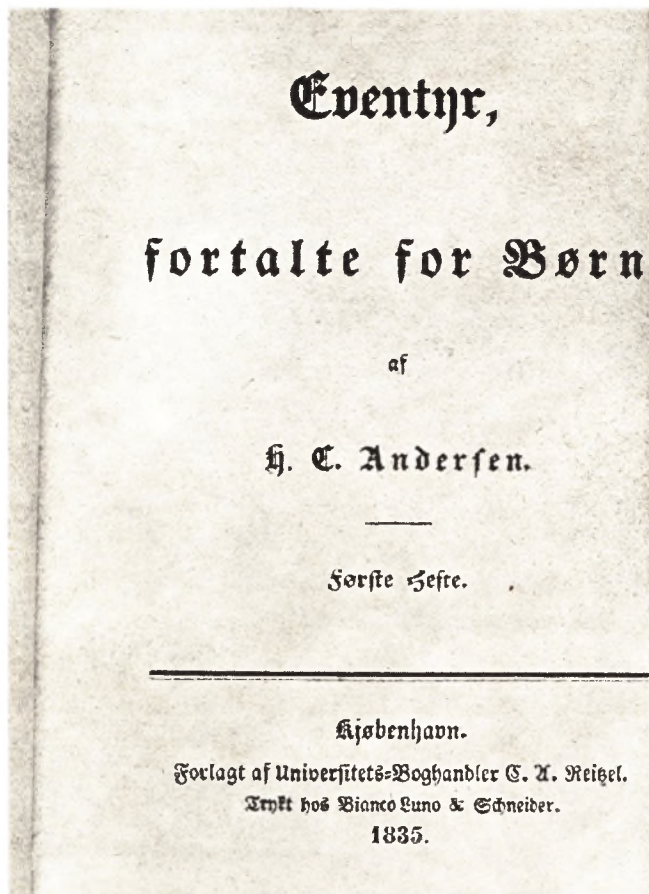 Eventyr,
fortalte for Børn
af
H. C. Andersen.
Første Hefte.
Kjøbenhavn.
Forlagt af Universitets-Boghandler C. A. Reitzel.
Trykt hos Bianco Luno & Schneider.
1835.